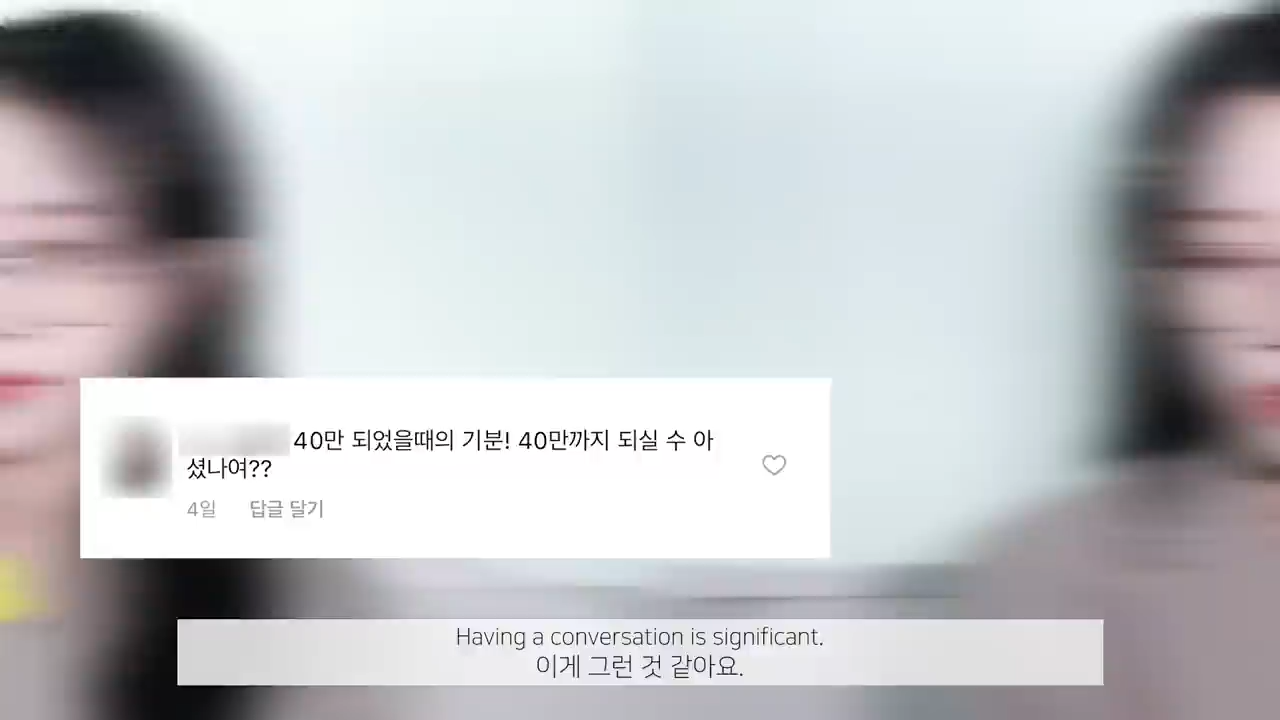 40만 되었을때의 기분! 40만까지 되실 수 아
셨나여??
4일 답글 달기
Having a conversation is significant.
이게 그런 것 같아요.